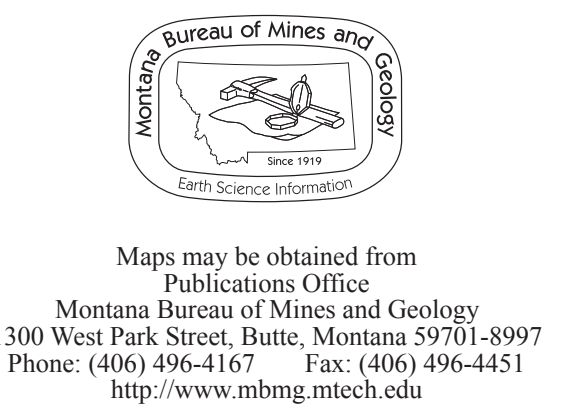 Montana Bureau of Mines and Geology
Since 1919
Earth Science Information
Maps may be obtained from
Publications Office
Montana Bureau of Mines and Geology
300 West Park Street, Butte, Montana 59701-8997
Phone: (406) 496-4167 Fax: (406) 496-4451
http://www.mbmg.mtech.edu